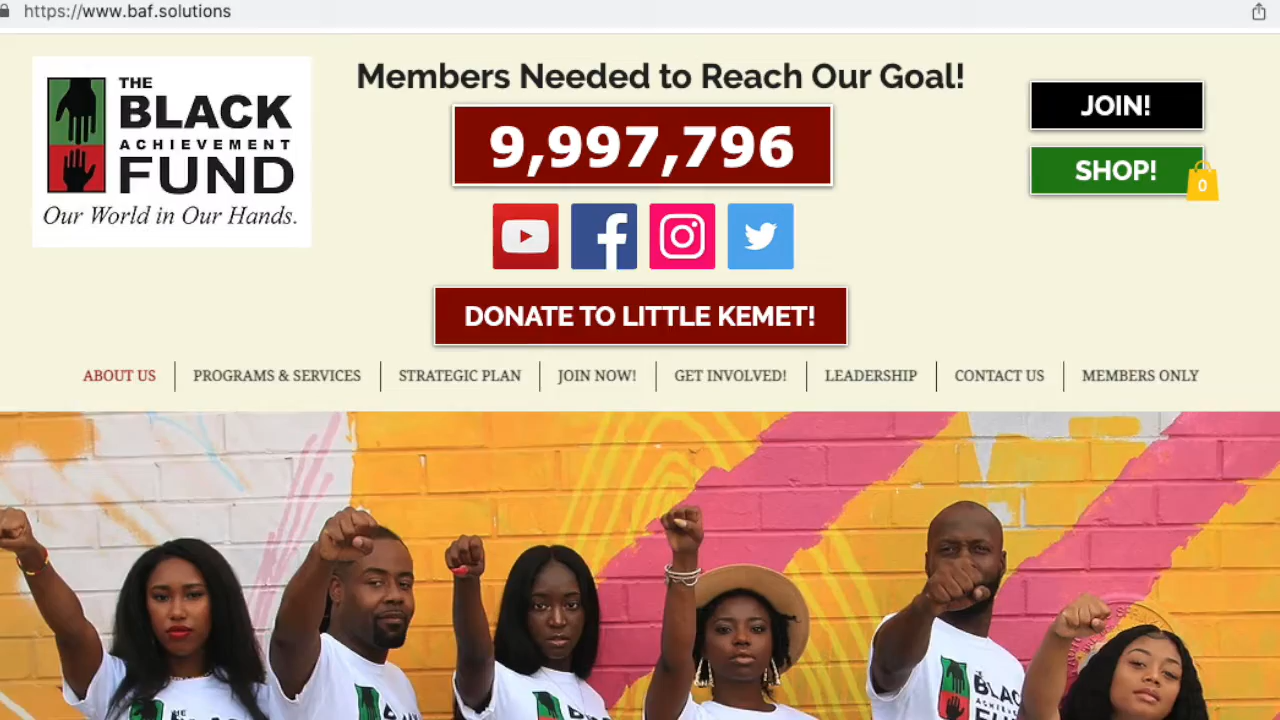 https://www.baf.solutions
THE
BLACK
ACHIEVEMENT
FUND
Our World in Our Hands.
Members Needed to Reach Our Goal!
9,997,796
JOIN!
SHOP!
0
DONATE TO LITTLE KEMET!
ABOUT US PROGRAMS & SERVICES STRATEGIC PLAN JOIN NOW! GET INVOLVED! LEADERSHIP CONTACT US MEMBERS ONLY
THE